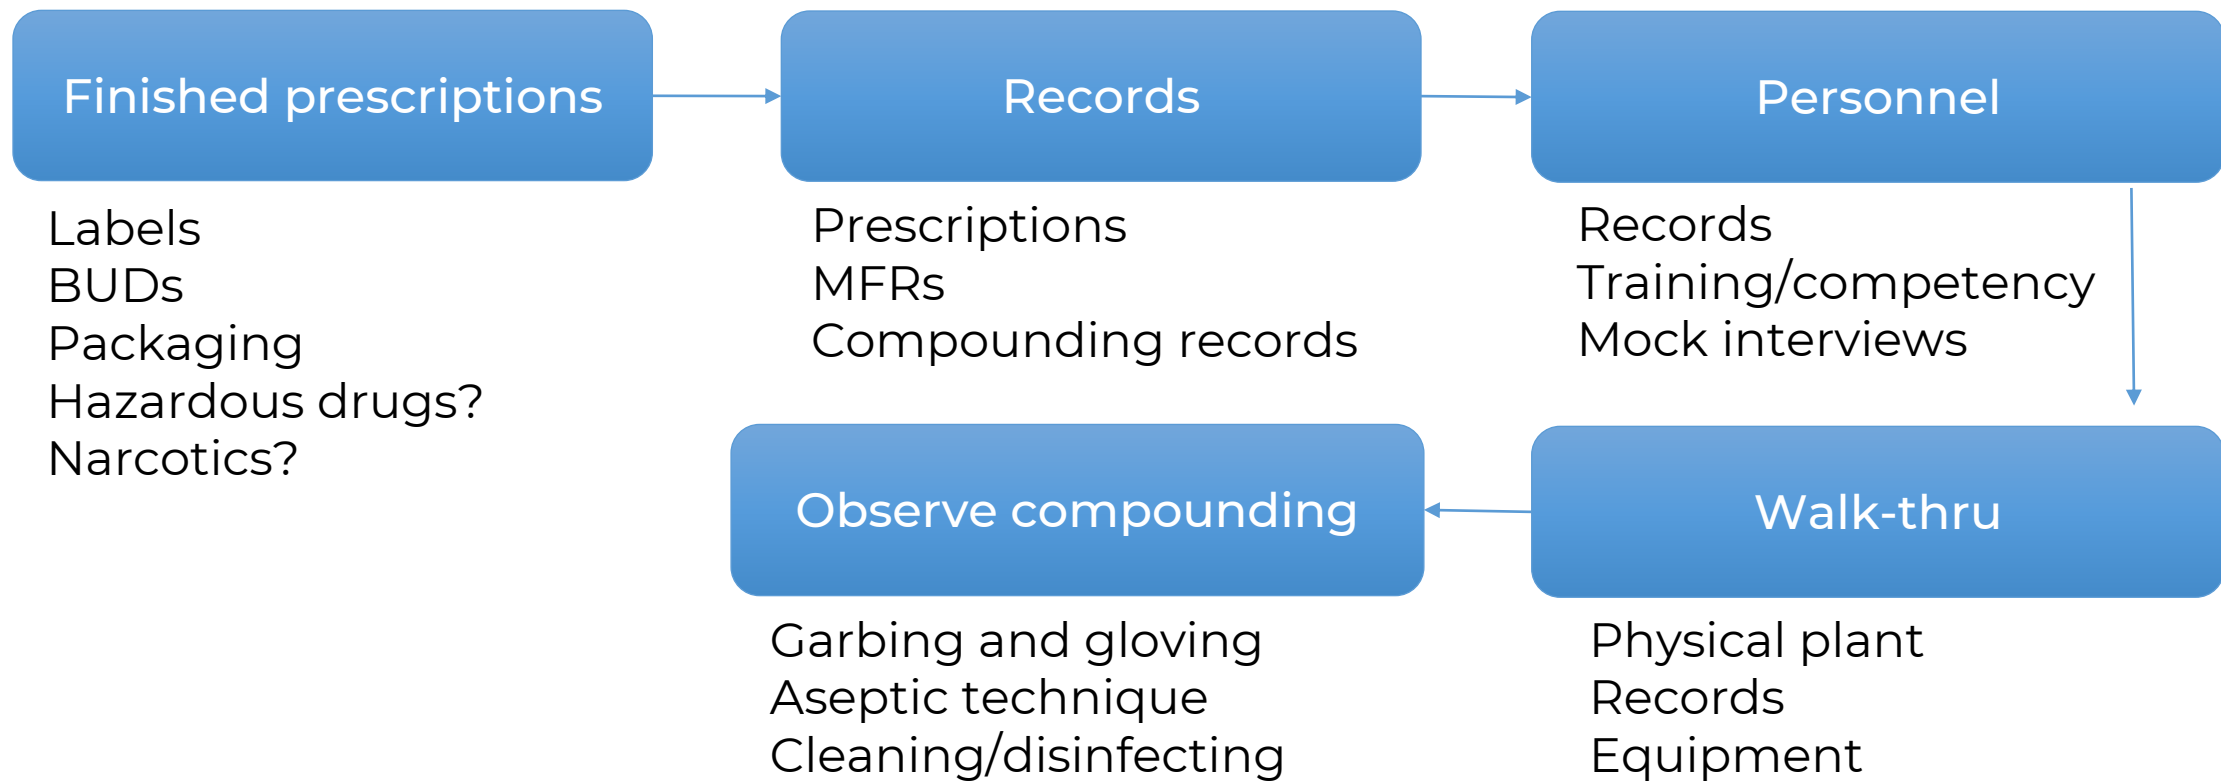 Finished prescriptions
Labels
BUDs
Packaging
Hazardous drugs?
Narcotics?
Records
Prescriptions
MFRs
Compounding records
Personnel
Records
Training/competency
Mock interviews
Walk-thru
Physical plant
Records
Equipment
Observe compounding
Garbing and gloving
Aseptic technique
Cleaning/disinfecting